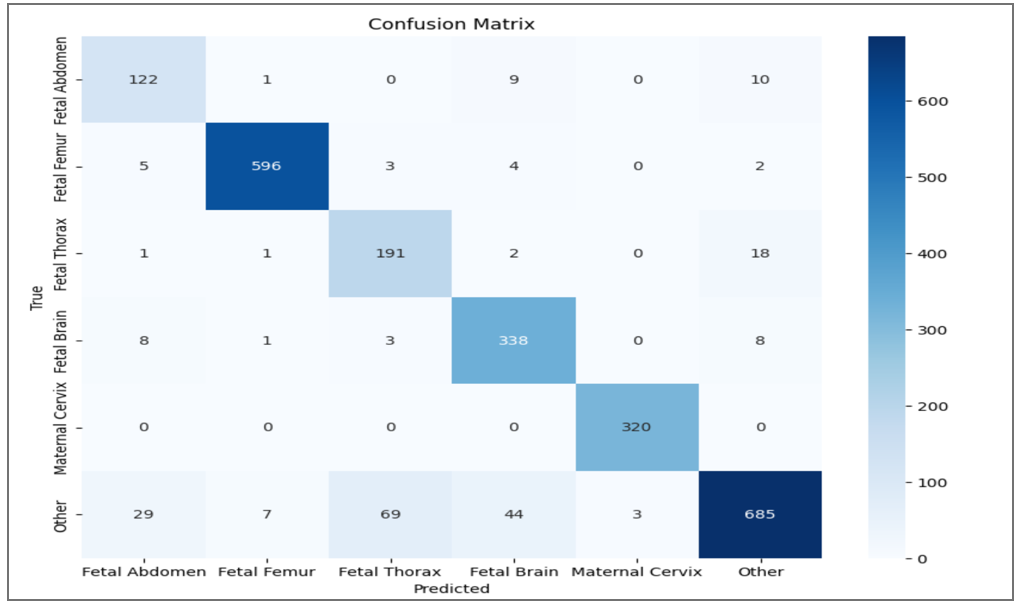 Confusion Matrix
Fetal Abdomen 122 1 0 9 0 10
600
Fetal Femur 5 596 3 4 0 2
500
Fetal Thorax 1 1 191 2 0 18
400
True
300
Fetal Brain 8 1 3 338 0 8
200
Maternal Cervix 0 0 0 0 320 0
100
Other 29 7 69 44 3 685
0
Fetal Abdomen Fetal Femur Fetal Thorax Fetal Brain Maternal Cervix Other
Predicted